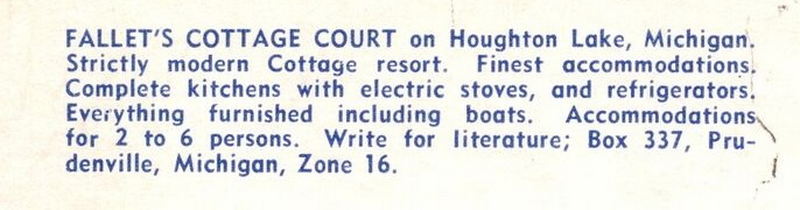 FALLET'S COTTAGE COURT on Houghton Lake, Michigan.
Strictly modern Cottage resort. Finest accommodations.
Complete kitchens with electric stoves, and refrigerators.
Everything furnished including boats. Accommodations
for 2 to 6 persons. Write for literature; Box 337, Pru-
denville, Michigan, Zone 16.